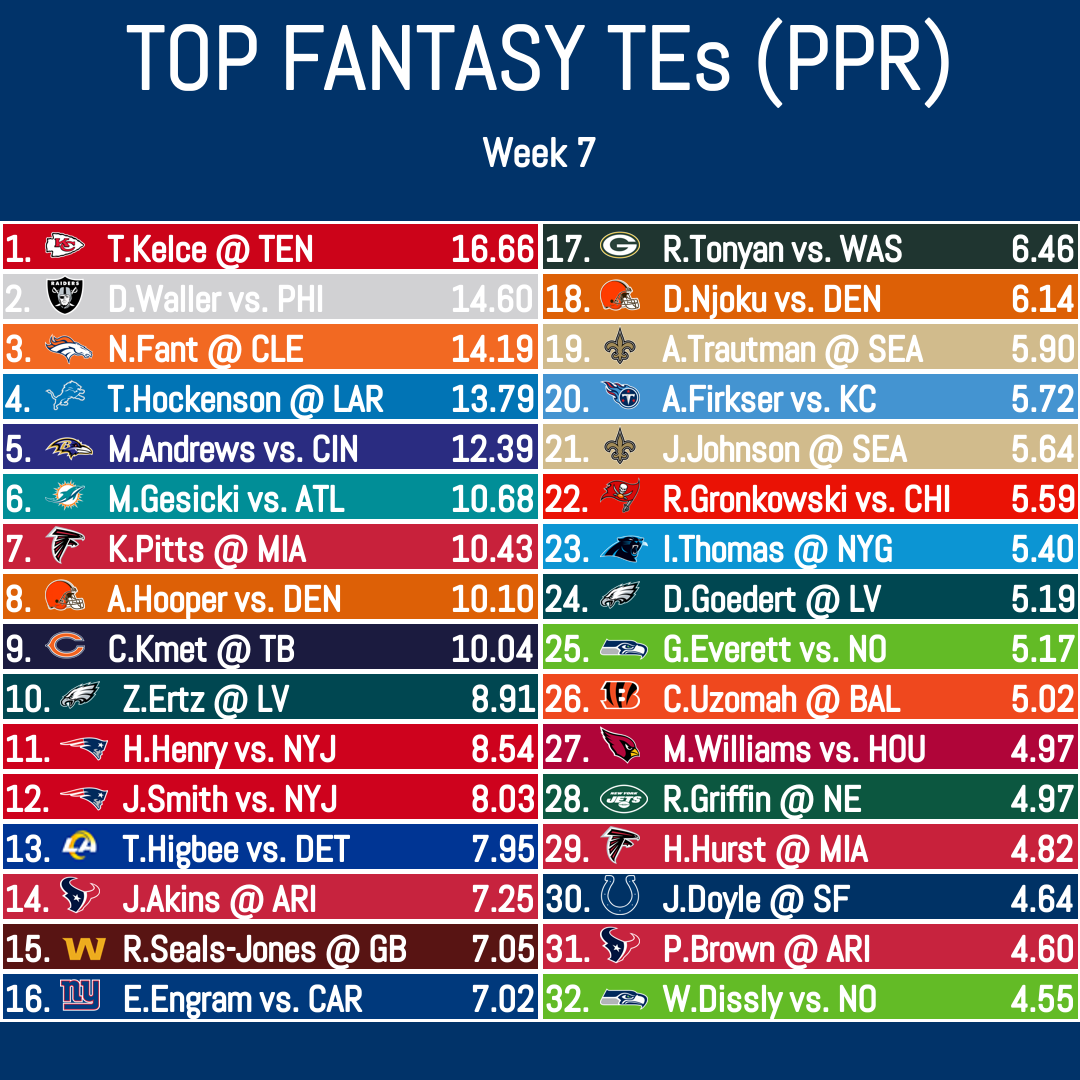 TOP FANTASY TEs (PPR)
Week 7
1. T.Kelce @ TEN 16.66
2. RAIDERS D.Waller vs. PHI 14.60
3. N.Fant @ CLE 14.19
4. T.Hockenson @ LAR 13.79
5. M.Andrews vs. CIN 12.39
6. M.Gesicki vs. ATL 10.68
7. K.Pitts @ MIA 10.43
8. A.Hooper vs. DEN 10.10
9. C.Kmet @ TB 10.04
10. Z.Ertz @ LV 8.91
11. H.Henry vs. NYJ 8.54
12. J.Smith vs. NYJ 8.03
13. LA T.Higbee vs. DET 7.95
14. J.Akins @ ARI 7.25
15. W R.Seals-Jones @ GB 7.05
16. ny E.Engram vs. CAR 7.02
17. G R.Tonyan vs. WAS 6.46
18. D.Njoku vs. DEN 6.14
19. A.Trautman @ SEA 5.90
20. A.Firkser vs. KC 5.72
21. J.Johnson @ SEA 5.64
22. R.Gronkowski vs. CHI 5.59
23. I.Thomas @ NYG 5.40
24. D.Goedert @ LV 5.19
25. G.Everett vs. NO 5.17
26. C.Uzomah @ BAL 5.02
27. M.Williams vs. HOU 4.97
28. NEW YORK JETS R.Griffin @ NE 4.97
29. H.Hurst @ MIA 4.82
30. J.Doyle @ SF 4.64
31. P.Brown @ ARI 4.60
32. W.Dissly vs. NO 4.55